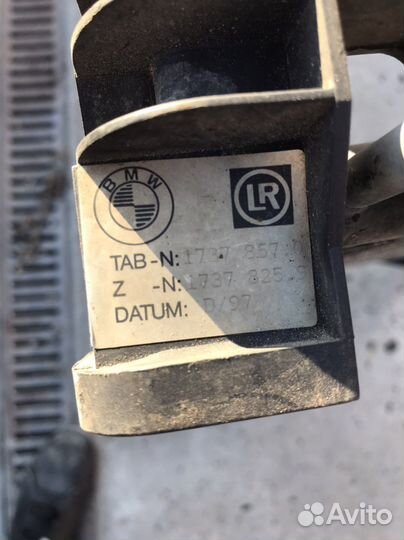 BMW
LR
TAB-N: 1737 857
Z -N: 1737 825.9
DATUM: D/97
Avito